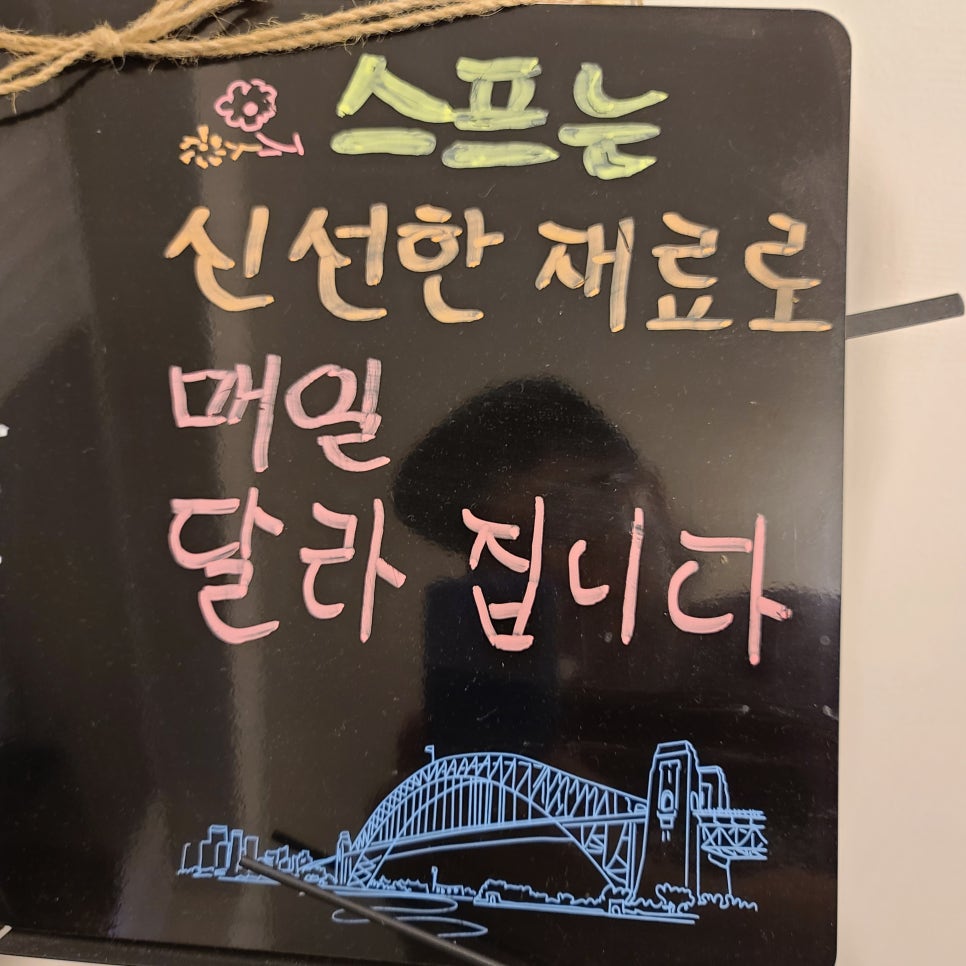 스프는
신선한 재료로
매일
달라 집니다